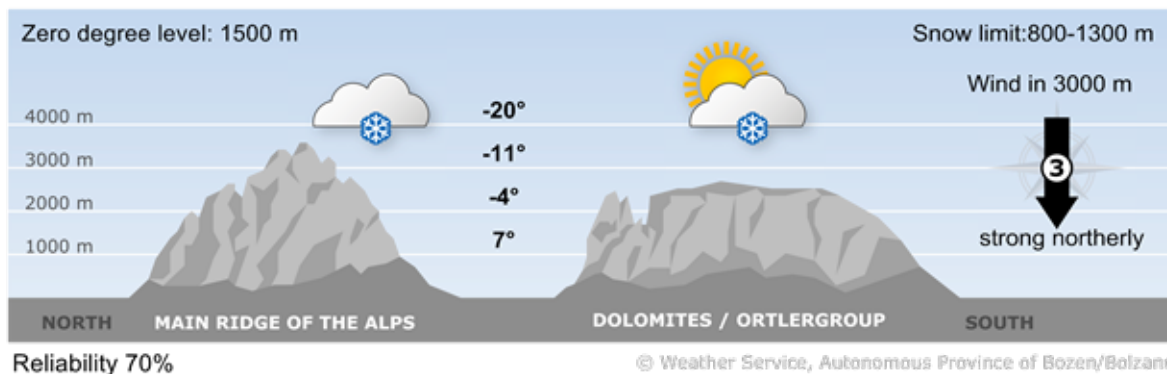 Zero degree level: 1500 m
Snow limit:800-1300 m
Wind in 3000 m
4000 m
-20°
3000 m
-11°
3
2000 m
-4°
strong northerly
1000 m
7°
NORTH
MAIN RIDGE OF THE ALPS
DOLOMITES / ORTLERGROUP
SOUTH
Reliability 70%
© Weather Service, Autonomous Province of Bozen/Bolzano